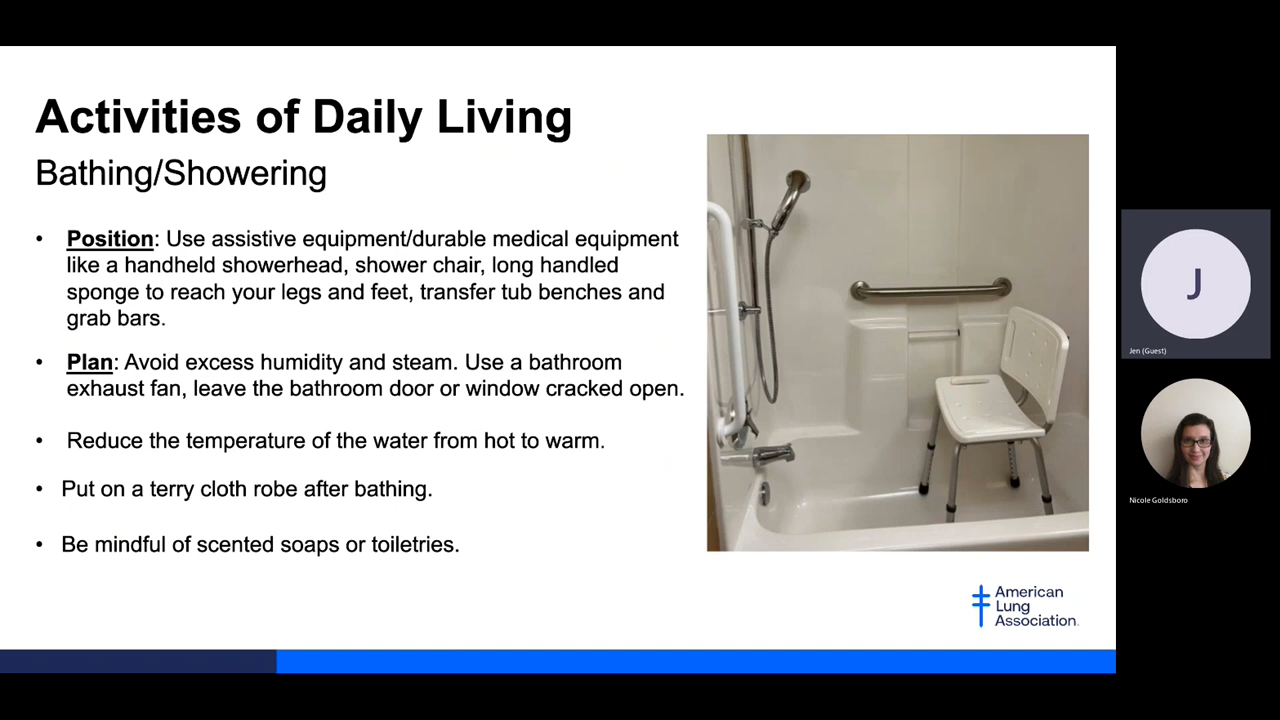 Activities of Daily Living
Bathing/Showering
• Position: Use assistive equipment/durable medical equipment
like a handheld showerhead, shower chair, long handled
sponge to reach your legs and feet, transfer tub benches and
grab bars.
• Plan: Avoid excess humidity and steam. Use a bathroom
exhaust fan, leave the bathroom door or window cracked open.
• Reduce the temperature of the water from hot to warm.
• Put on a terry cloth robe after bathing.
• Be mindful of scented soaps or toiletries.
American
Lung
Association.
J
Jen (Guest)
Nicole Goldsboro